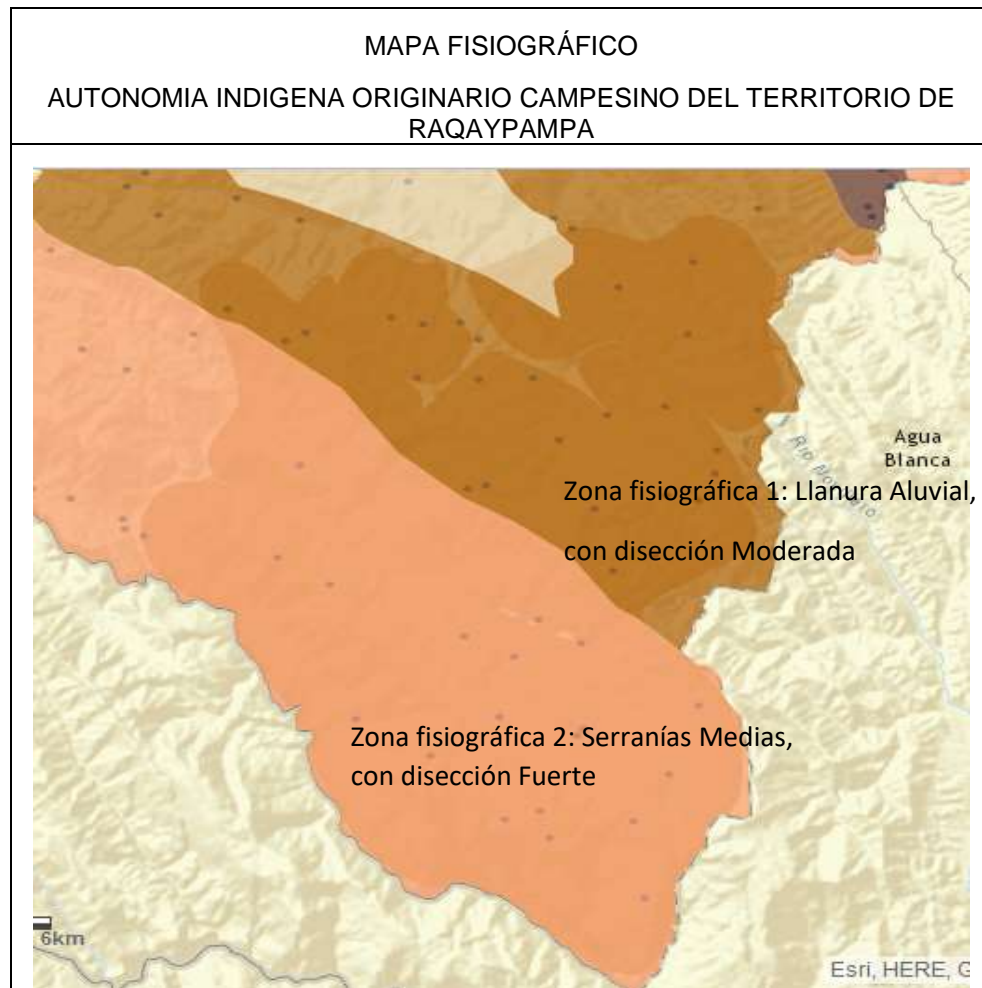 MAPA FISIOGRÁFICO
AUTONOMIA INDIGENA ORIGINARIO CAMPESINO DEL TERRITORIO DE
RAQAYPAMPA
Agua
Blanca
Rio
Zona fisiográfica 1: Llanura Aluvial,
con disección Moderada
Zona fisiográfica 2: Serranías Medias,
con disección Fuerte
6km
Esri, HERE, G